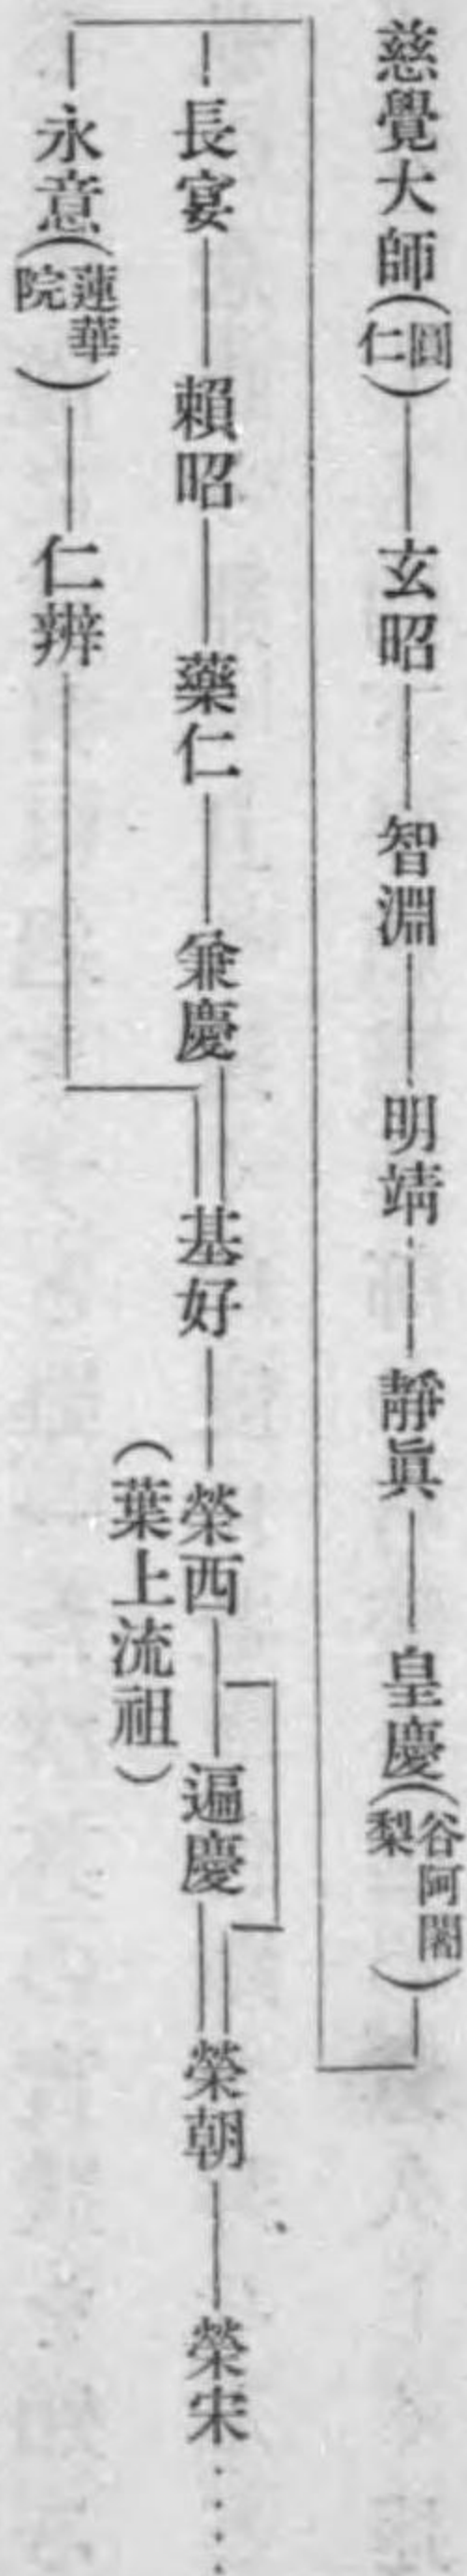 慈覺大師(圓仁)——玄昭——智淵——明靖——靜眞——皇慶(谷阿闍梨)
長宴——賴昭——藥仁——兼慶——基好——榮西(葉上流祖)——遍慶——榮朝——榮宋……
永意(蓮華院)——仁辨